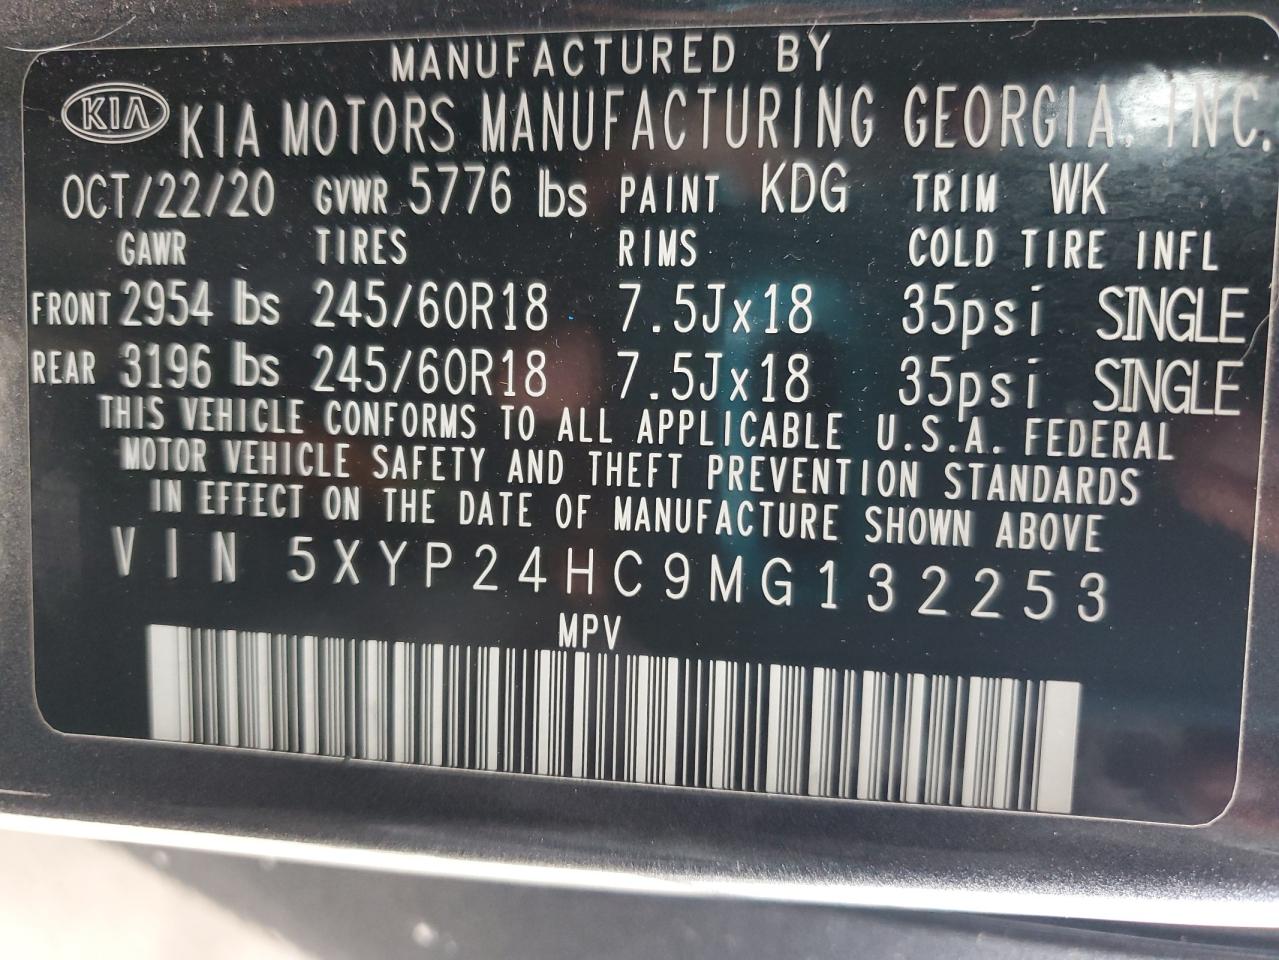 MANUFACTURED BY
KIA KIA MOTORS MANUFACTURING GEORGIA, INC.
OCT/22/20 GVWR 5776 lbs PAINT KDG TRIM WK
GAWR TIRES RIMS COLD TIRE INFL
FRONT 2954 lbs 245/60R18 7.5Jx18 35psi SINGLE
REAR 3196 lbs 245/60R18 7.5Jx18 35psi SINGLE
THIS VEHICLE CONFORMS TO ALL APPLICABLE U.S.A. FEDERAL
MOTOR VEHICLE SAFETY AND THEFT PREVENTION STANDARDS
IN EFFECT ON THE DATE OF MANUFACTURE SHOWN ABOVE
VIN 5XYP24HC9MG132253
MPV